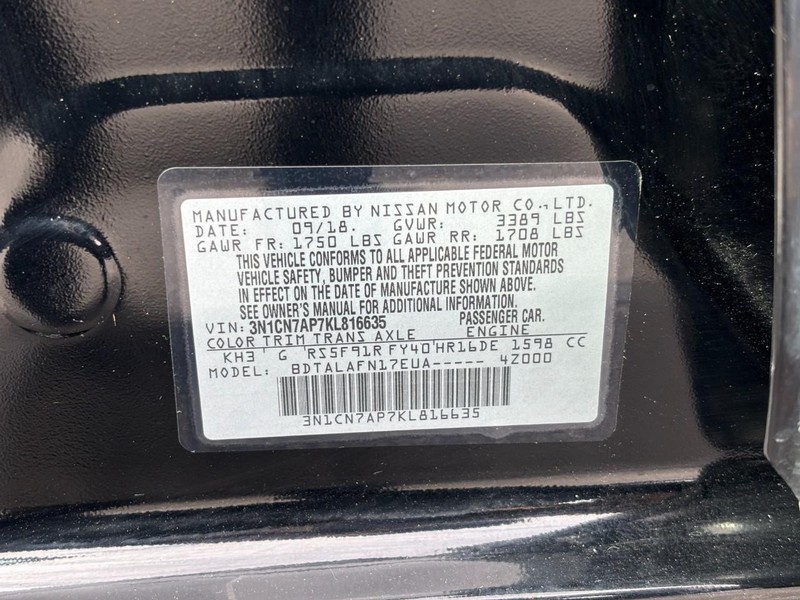 MANUFACTURED BY NISSAN MOTOR CO., LTD.
DATE: 09/18. GVWR: 3389 LBS
GAWR FR: 1750 LBS GAWR RR: 1708 LBS
THIS VEHICLE CONFORMS TO ALL APPLICABLE FEDERAL MOTOR
VEHICLE SAFETY, BUMPER AND THEFT PREVENTION STANDARDS
IN EFFECT ON THE DATE OF MANUFACTURE SHOWN ABOVE.
SEE OWNER'S MANUAL FOR ADDITIONAL INFORMATION.
VIN: 3N1CN7AP7KL816635 PASSENGER CAR.
COLOR TRIM TRANS AXLE ENGINE
KH3 G RS5F91R FY40 HR16DE 1598 CC
MODEL: BDTALAFN17EUA----- 4Z000
3N1CN7AP7KL816635